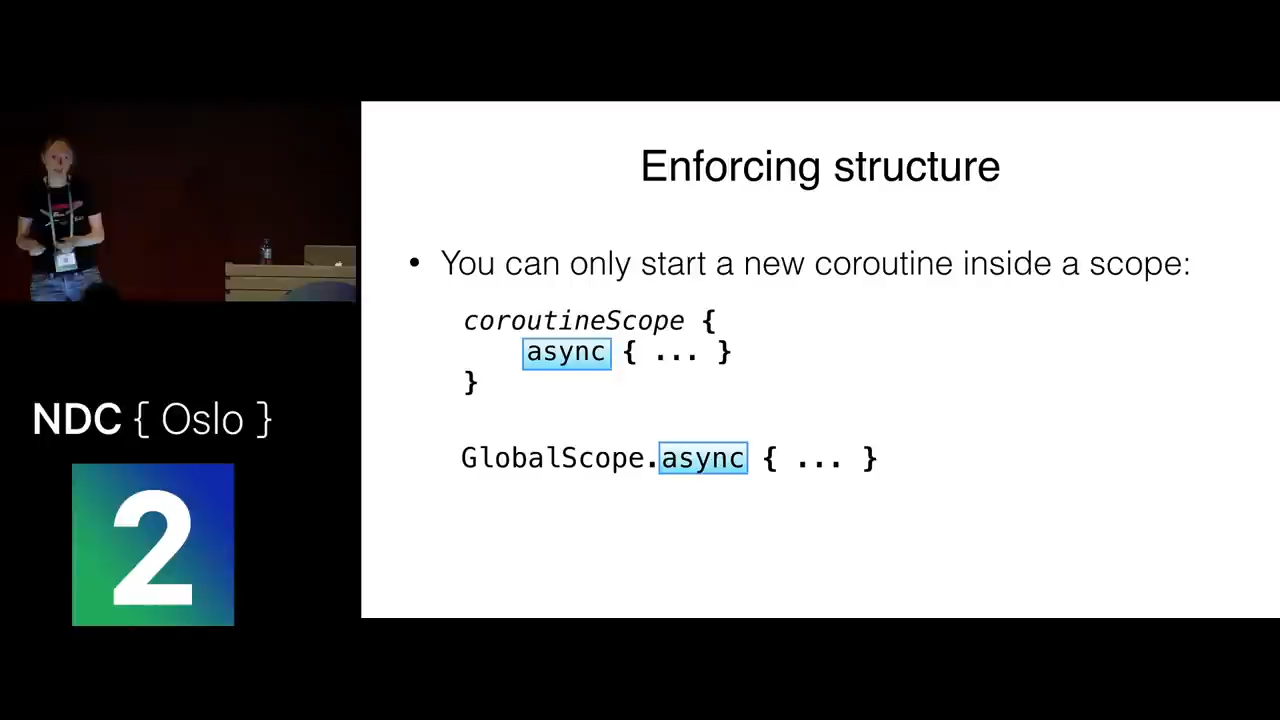 Enforcing structure
• You can only start a new coroutine inside a scope:
coroutineScope {
async { ... }
}
GlobalScope.async { ... }
NDC { Oslo }
2